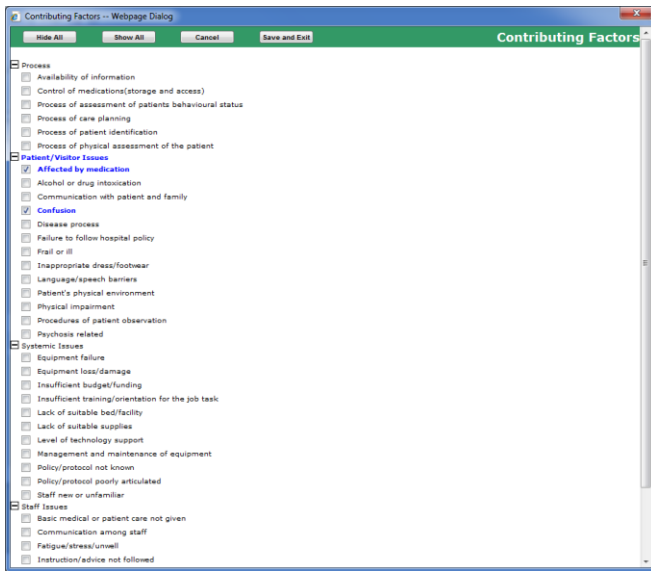 Contributing Factors -- Webpage Dialog
Hide All Show All Cancel Save and Exit Contributing Factors
Process
Availability of information
Control of medications(storage and access)
Process of assessment of patients behavioural status
Process of care planning
Process of patient identification
Process of physical assessment of the patient
Patient/Visitor Issues
Affected by medication
Alcohol or drug intoxication
Communication with patient and family
Confusion
Disease process
Failure to follow hospital policy
Frail or ill
Inappropriate dress/footwear
Language/speech barriers
Patient's physical environment
Physical impairment
Procedures of patient observation
Psychosis related
Systemic Issues
Equipment failure
Equipment loss/damage
Insufficient budget/funding
Insufficient training/orientation for the job task
Lack of suitable bed/facility
Lack of suitable supplies
Level of technology support
Management and maintenance of equipment
Policy/protocol not known
Policy/protocol poorly articulated
Staff new or unfamiliar
Staff Issues
Basic medical or patient care not given
Communication among staff
Fatigue/stress/unwell
Instruction/advice not followed